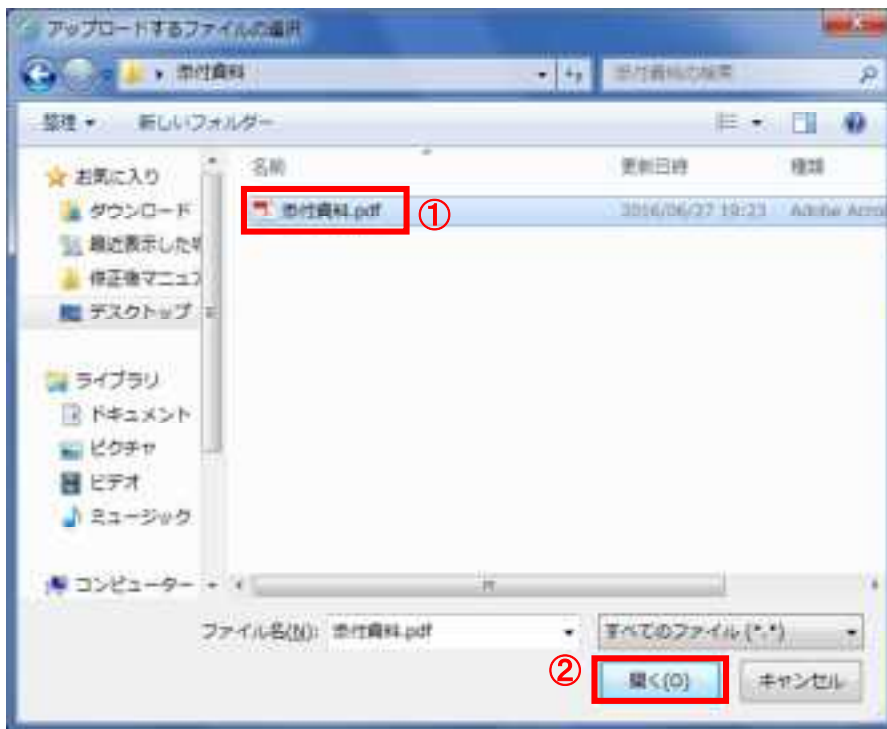 アップロードするファイルの選択
添付資料
添付資料の検索
整理
新しいフォルダー
お気に入り
ダウンロード
最近表示した場
修正後マニュア
デスクトップ
ライブラリ
ドキュメント
ピクチャ
ビデオ
ミュージック
コンピューター
名前
更新日時
種類
添付資料.pdf
①
2016/06/27 19:23
Adobe Acrol
ファイル名(N): 添付資料.pdf
すべてのファイル (*.*)
②
開く(O)
キャンセル